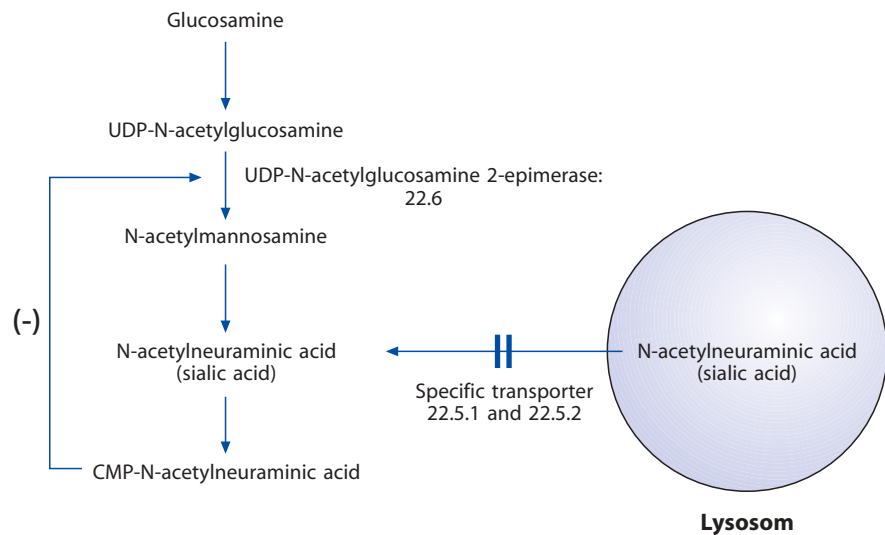 Glucosamine
UDP-N-acetylglucosamine
UDP-N-acetylglucosamine 2-epimerase:
22.6
N-acetylmannosamine
(-)
N-acetylneuraminic acid
(sialic acid)
Specific transporter
22.5.1 and 22.5.2
N-acetylneuraminic acid
(sialic acid)
CMP-N-acetylneuraminic acid
Lysosom